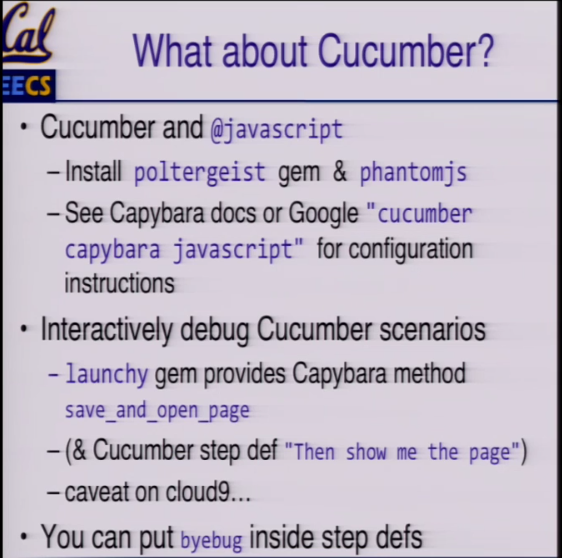 Cal
EECS
What about Cucumber?
• Cucumber and @javascript
– Install poltergeist gem & phantomjs
– See Capybara docs or Google "cucumber
capybara javascript" for configuration
instructions
• Interactively debug Cucumber scenarios
– launchy gem provides Capybara method
save_and_open_page
– (& Cucumber step def "Then show me the page")
– caveat on cloud9...
• You can put byebug inside step defs